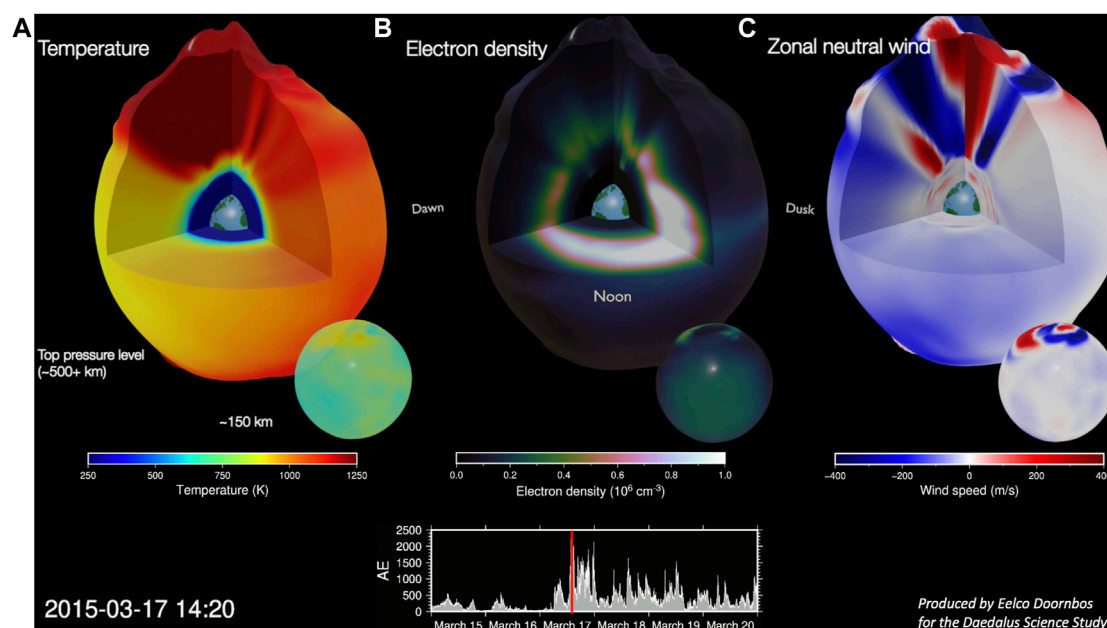 A
Temperature
B
Electron density
C
Zonal neutral wind
Dawn
Dusk
Noon
Top pressure level
(~500+ km)
~150 km
250 500 750 1000 1250
Temperature (K)
0.0 0.2 0.4 0.6 0.8 1.0
Electron density (10⁶ cm⁻³)
−400 −200 0 200 40
Wind speed (m/s)
2500
2000
1500
1000
500
0
AE
March 15 March 16 March 17 March 18 March 19 March 20
2015-03-17 14:20
Produced by Eelco Doornbos
for the Daedalus Science Study